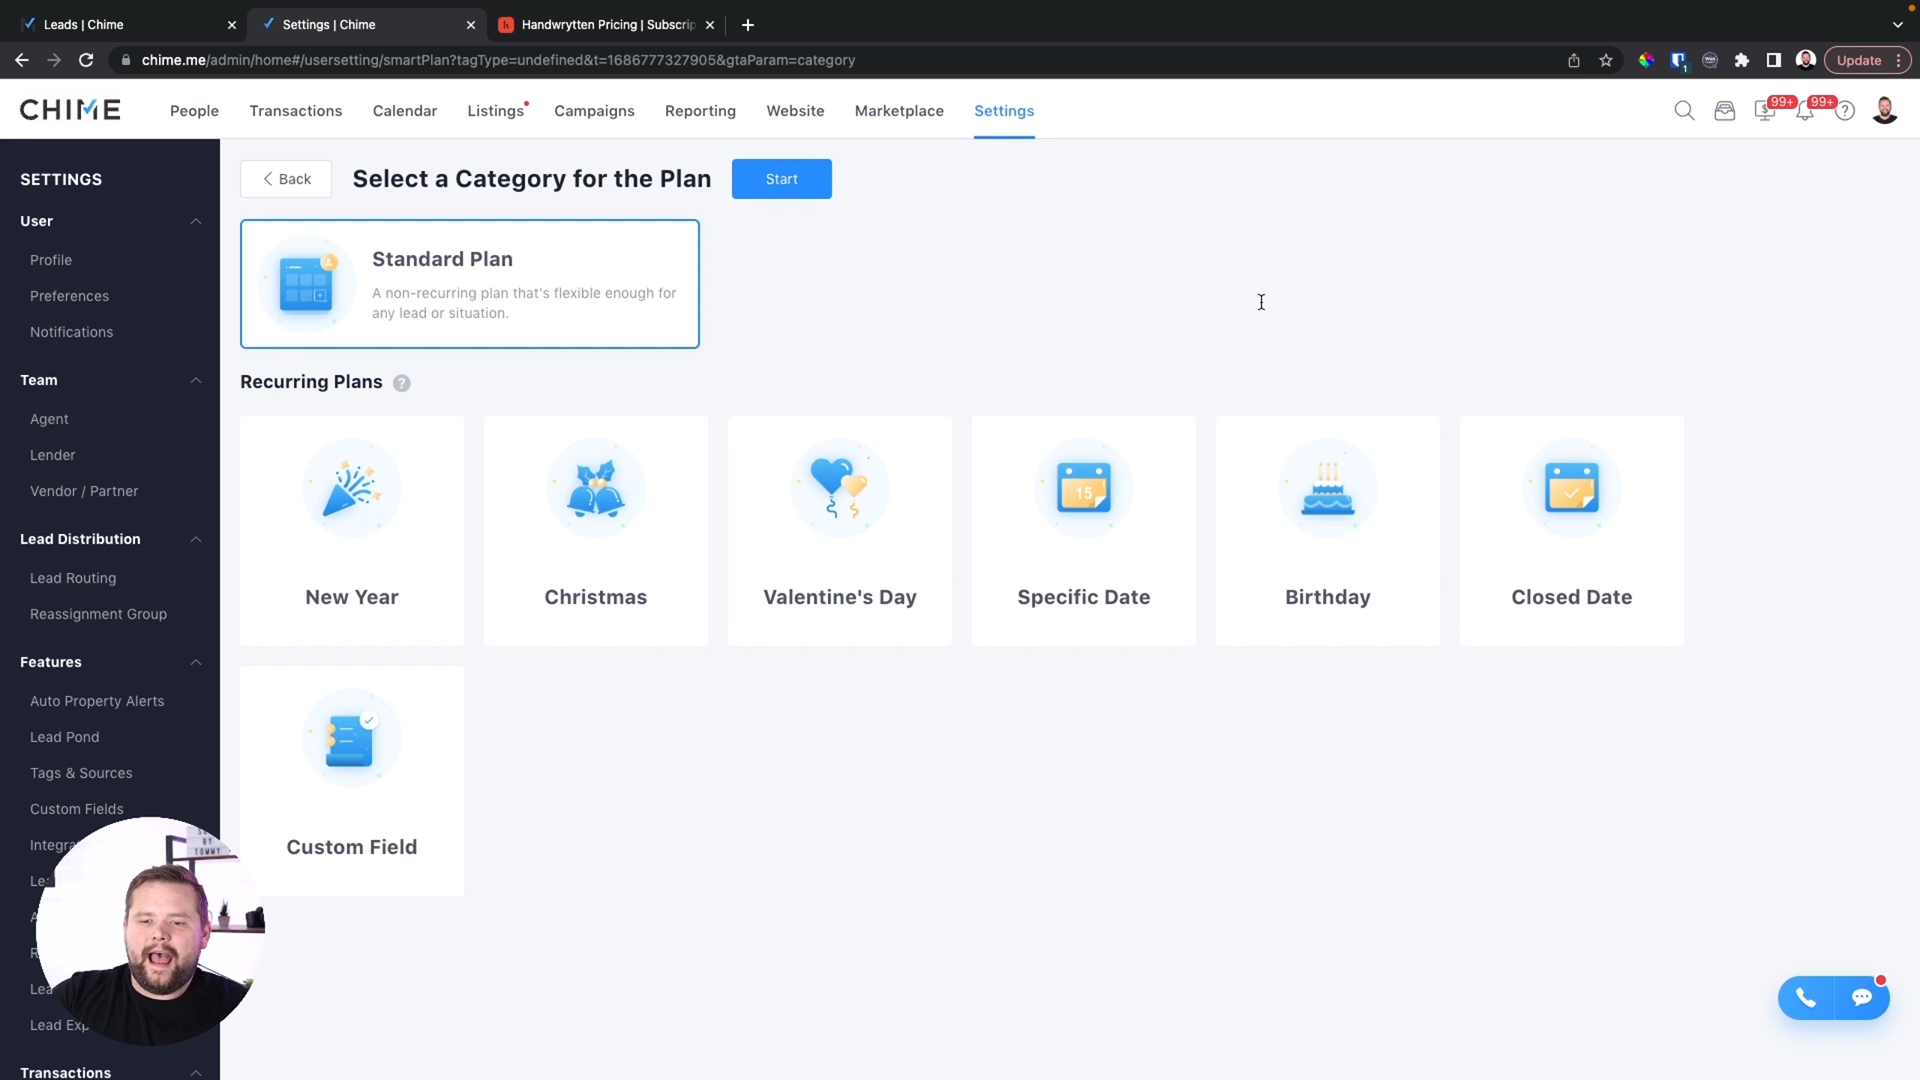 Leads | Chime
Settings | Chime
Handwrytten Pricing | Subscrip
chime.me/admin/home#/usersetting/smartPlan?tagType=undefined&t=1686777327905&gtaParam=category
1
Update
CHIME
People
Transactions
Calendar
Listings
Campaigns
Reporting
Website
Marketplace
Settings
99+
99+
SETTINGS
User
Profile
Preferences
Notifications
Team
Agent
Lender
Vendor / Partner
Lead Distribution
Lead Routing
Reassignment Group
Features
Auto Property Alerts
Lead Pond
Tags & Sources
Custom Fields
Integra
Le
A
R
Lea
Lead Exp
Transactions
Back
Select a Category for the Plan
Start
Standard Plan
A non-recurring plan that's flexible enough for
any lead or situation.
Recurring Plans ?
New Year
Christmas
Valentine's Day
15
Specific Date
Birthday
Closed Date
Custom Field
TOMMY